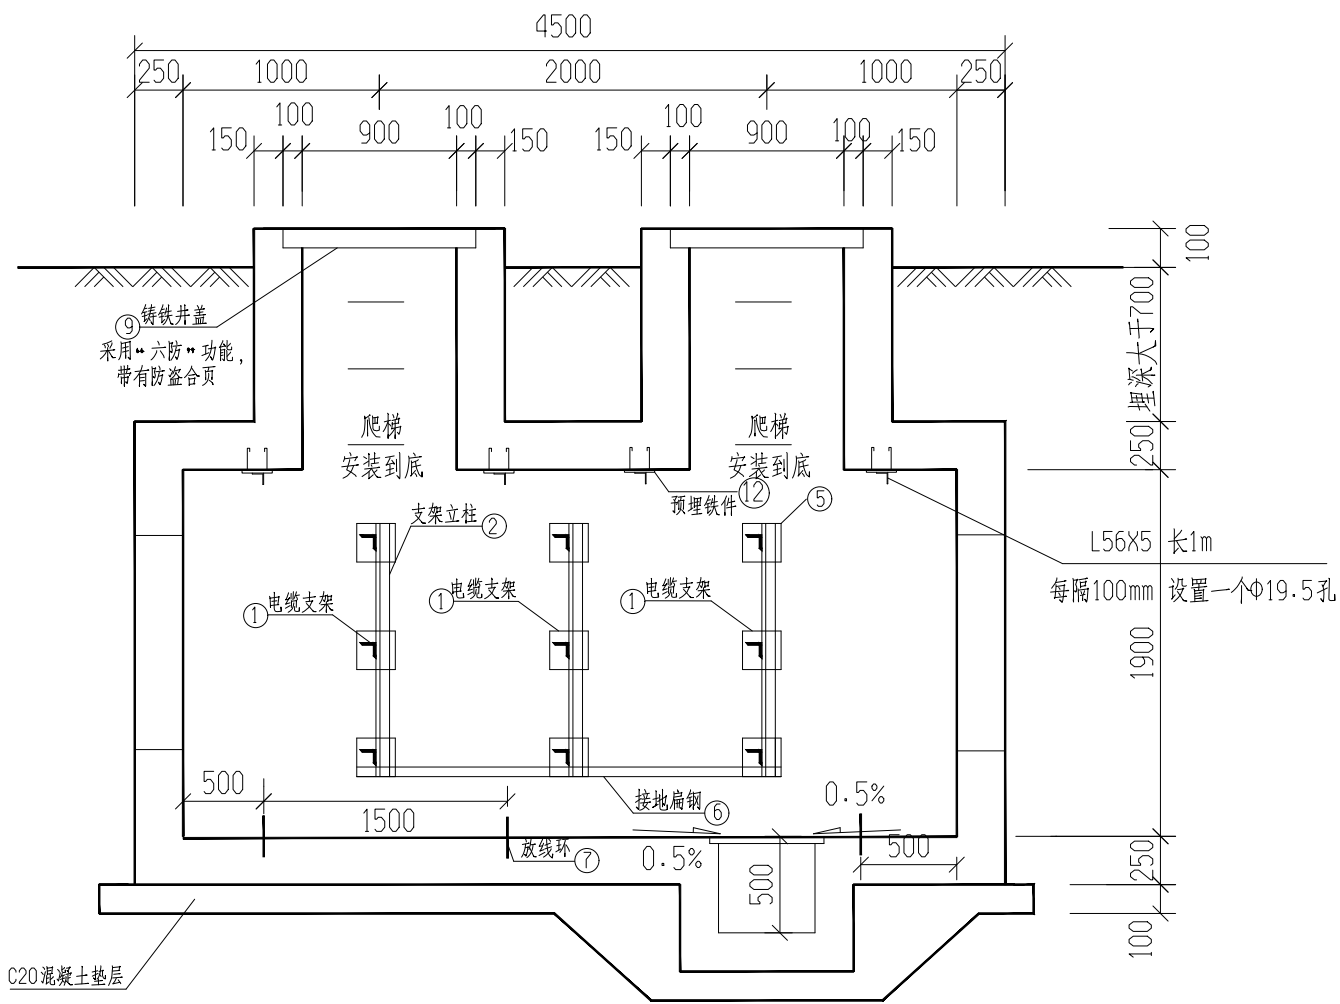 4500
250 1000 2000 1000 250
100 100 100 100
150 900 150 150 900 150
100
埋深大于700
250
1900
250
100
⑨ 铸铁井盖
采用"六防"功能,
带有防盗合页
爬梯
安装到底
爬梯
安装到底
预埋铁件 ⑫
⑤
支架立柱 ②
L56X5 长1m
每隔100mm 设置一个Φ19.5孔
① 电缆支架
① 电缆支架
① 电缆支架
500
1500
接地扁钢 ⑥
0.5%
放线环 ⑦
0.5%
500
500
C20混凝土垫层